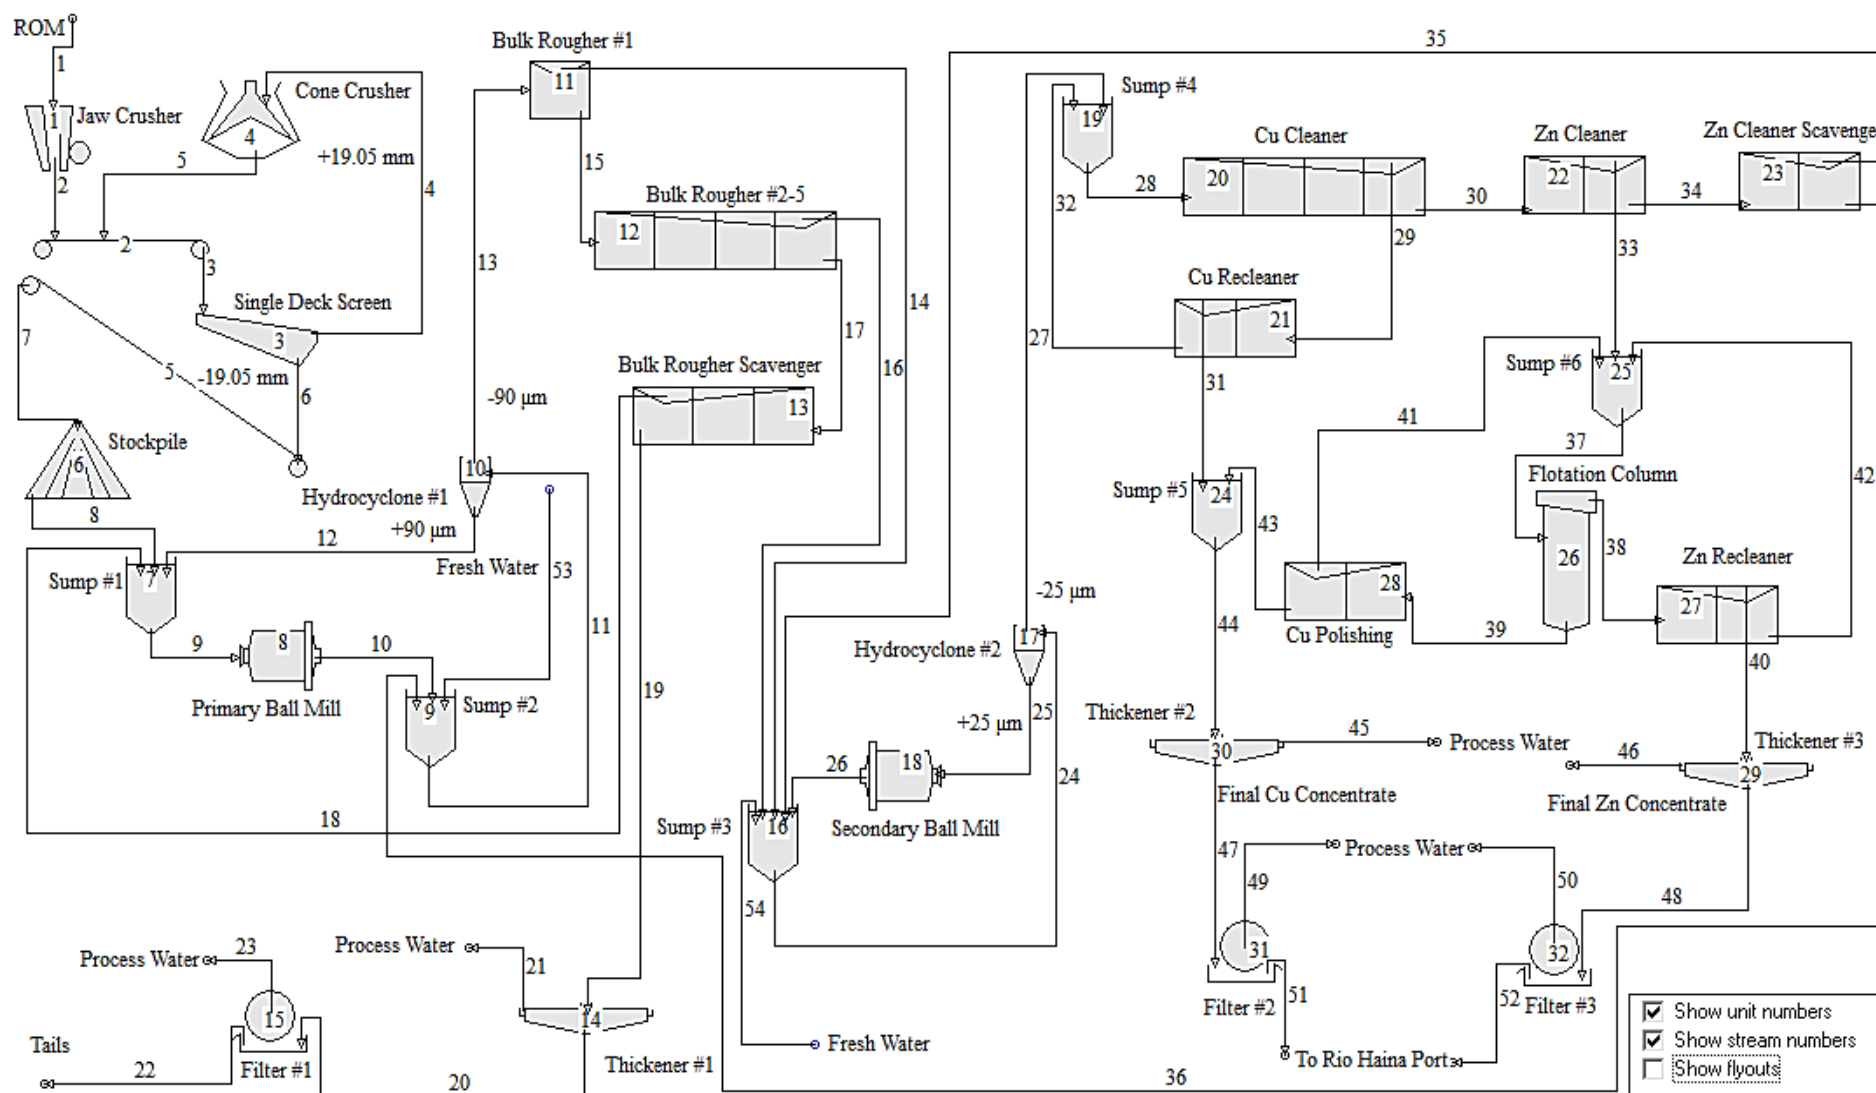 ROM
1
Jaw Crusher
1
2
Cone Crusher
4
5
+19.05 mm
4
2
3
Single Deck Screen
3
7
5
-19.05 mm
6
Stockpile
6
8
Sump #1
7
12
+90 µm
Hydrocyclone #1
10
-90 µm
13
Fresh Water
53
9
8
10
Primary Ball Mill
9
Sump #2
11
18
Bulk Rougher #1
11
15
Bulk Rougher #2-5
12
14
17
16
Bulk Rougher Scavenger
13
19
35
Sump #4
19
32
28
27
Cu Cleaner
20
30
29
Zn Cleaner
22
34
33
Zn Cleaner Scavenge
23
Cu Recleaner
21
31
Sump #6
25
41
37
42
Flotation Column
26
38
Sump #5
24
43
28
Cu Polishing
39
Zn Recleaner
27
40
-25 µm
17
Hydrocyclone #2
+25 µm
25
24
26
18
Secondary Ball Mill
Sump #3
16
54
Fresh Water
44
Thickener #2
30
45
Process Water
46
Thickener #3
29
Final Cu Concentrate
Final Zn Concentrate
47
Process Water
49
50
48
31
32
Filter #2
51
52
Filter #3
To Rio Haina Port
Process Water
23
15
Tails
22
Filter #1
Process Water
21
14
Thickener #1
20
36
Show unit numbers
Show stream numbers
Show flyouts